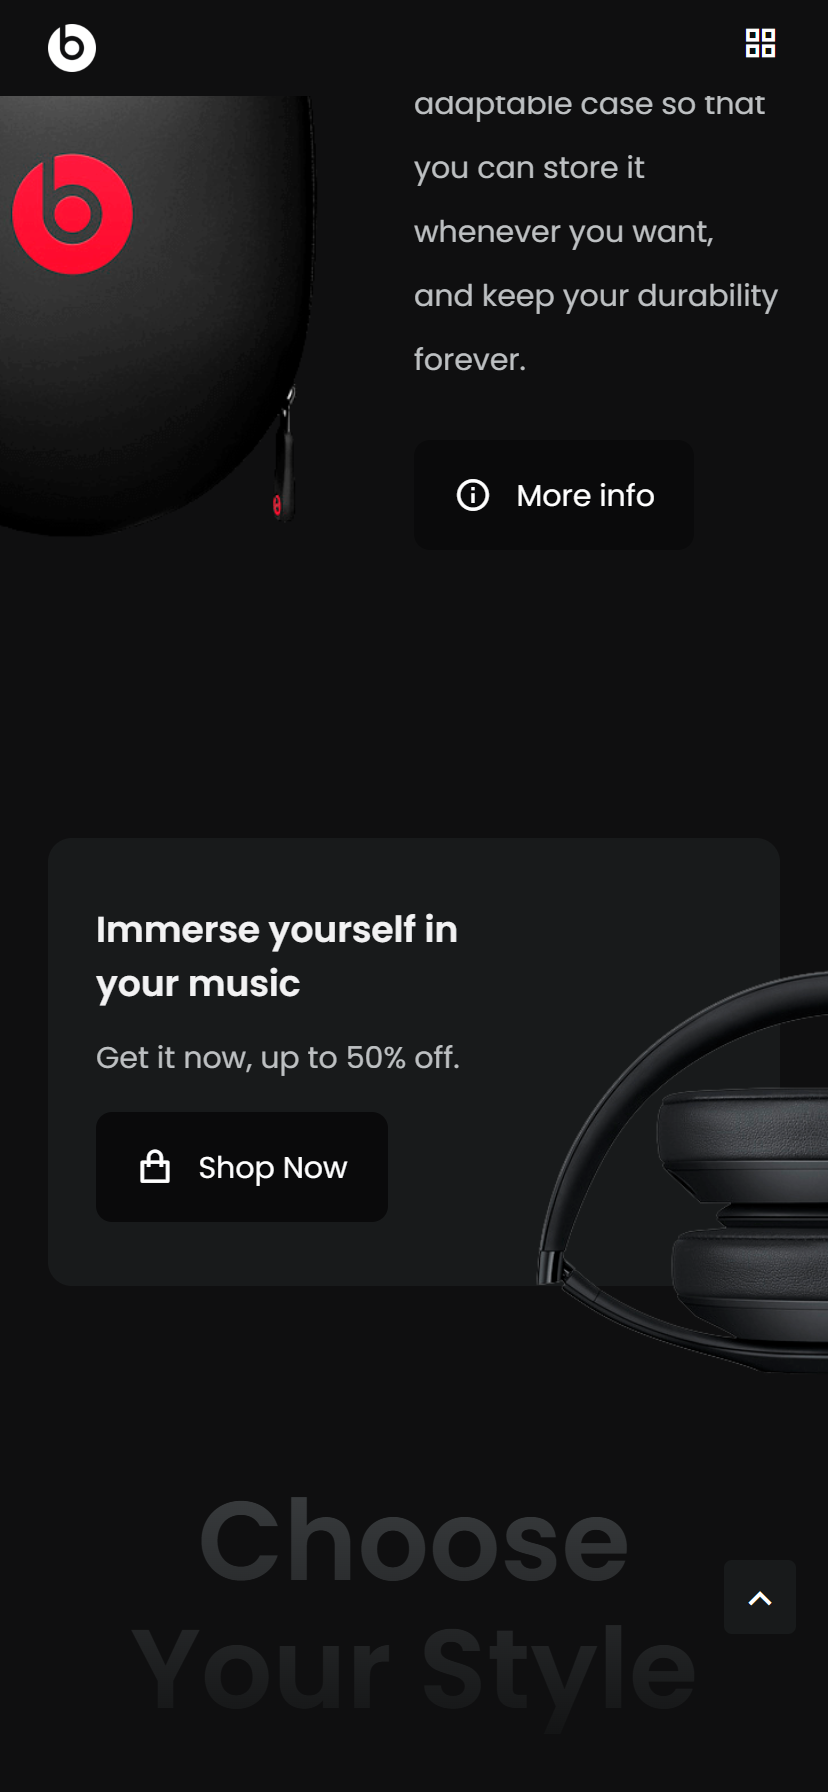 adaptable case so that
you can store it
whenever you want,
and keep your durability
forever.
More info
Immerse yourself in
your music
Get it now, up to 50% off.
Shop Now
Choose
Your Style